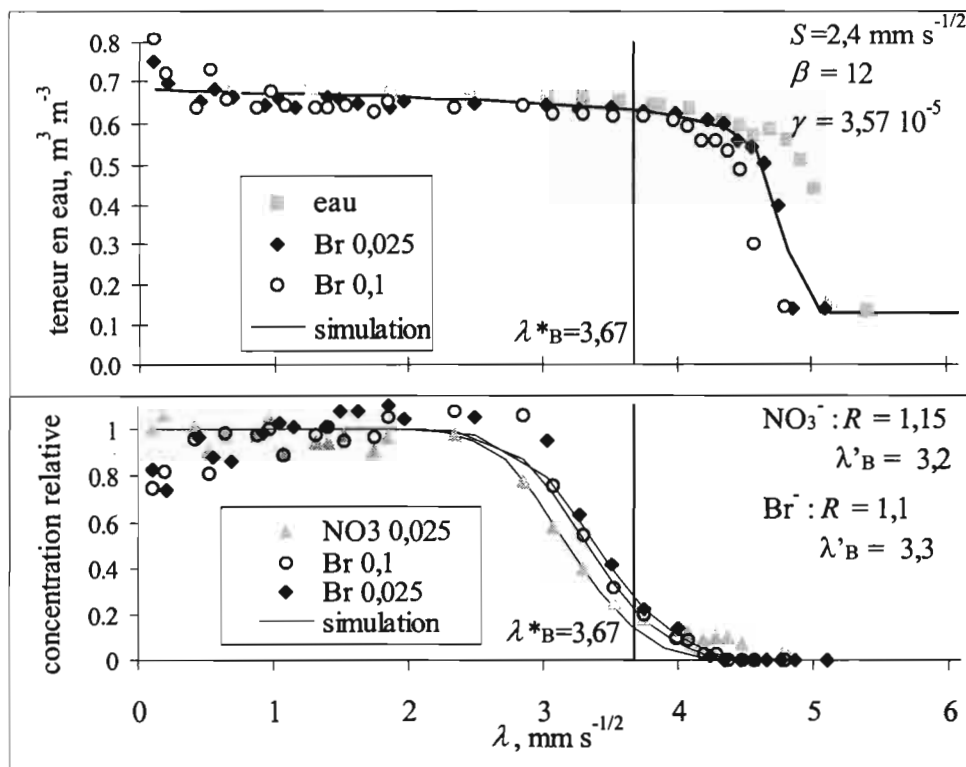 teneur en eau, m³ m⁻³
0.8
0.7
0.6
0.5
0.4
0.3
0.2
0.1
0.0
S=2,4 mm s⁻¹/²
β = 12
γ = 3,57 10⁻⁵
eau
Br 0,025
Br 0,1
simulation
λ*B=3,67
concentration relative
1
0.8
0.6
0.4
0.2
0
NO₃⁻ : R = 1,15
λ'B = 3,2
Br⁻ : R = 1,1
λ'B = 3,3
NO3 0,025
Br 0,1
Br 0,025
simulation
λ*B=3,67
0 1 2 3 4 5 6
λ, mm s⁻¹/²